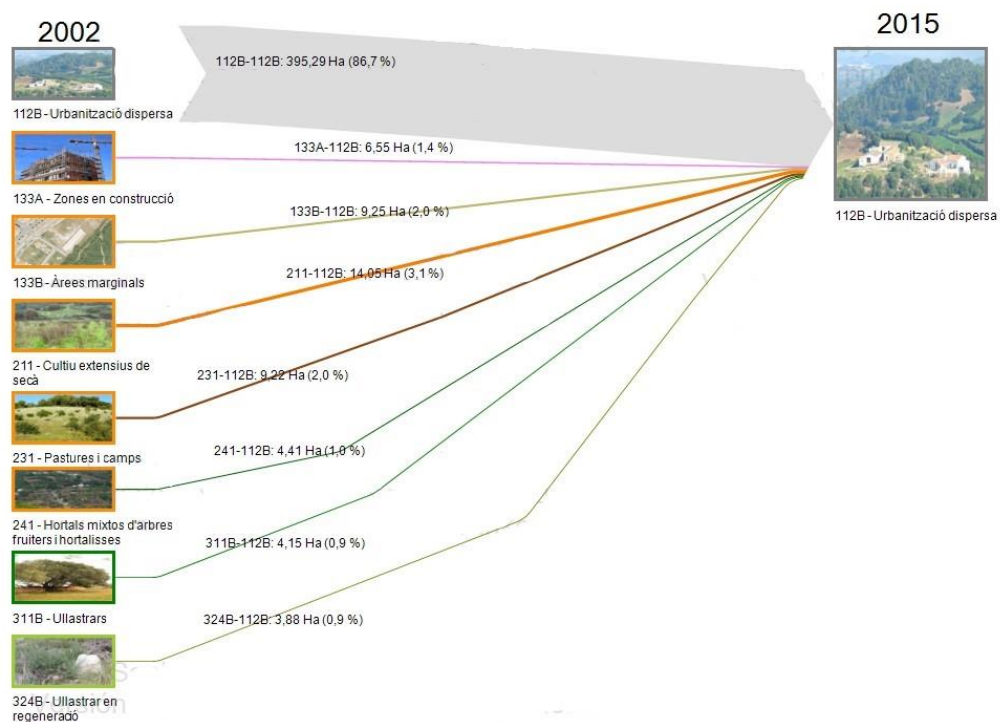 2002
2015
112B-112B: 395,29 Ha (86,7 %)
112B - Urbanització dispersa
133A-112B: 6,55 Ha (1,4 %)
133A - Zones en construcció
133B-112B: 9,25 Ha (2,0 %)
112B - Urbanització dispersa
133B - Àrees marginals
211-112B: 14,05 Ha (3,1 %)
211 - Cultiu extensius de
secà
231-112B: 9,22 Ha (2,0 %)
231 - Pastures i camps
241-112B: 4,41 Ha (1,0 %)
241 - Hortals mixtos d'arbres
fruiters i hortalisses
311B-112B: 4,15 Ha (0,9 %)
311B - Ullastrars
324B-112B: 3,88 Ha (0,9 %)
324B - Ullastrar en
regeneració